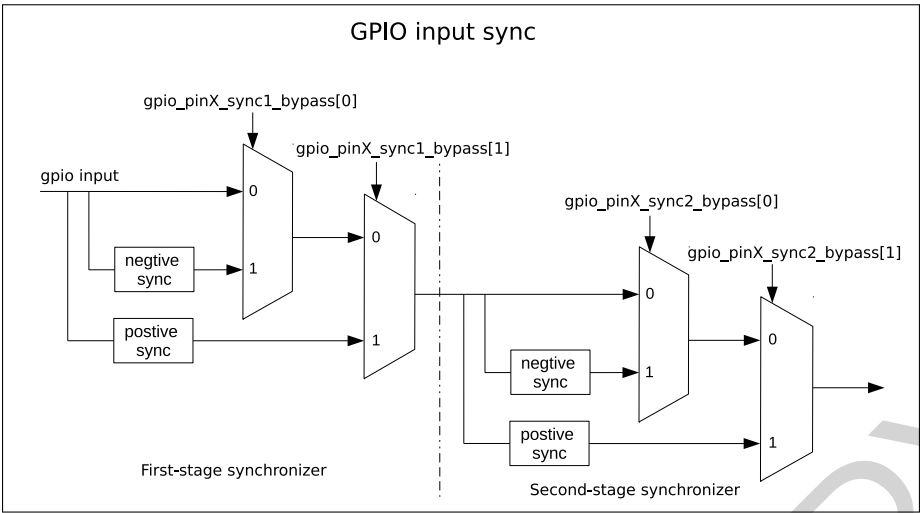 GPIO input sync
gpio_pinX_sync1_bypass[0]
gpio_pinX_sync1_bypass[1]
gpio input
0
negtive
sync
1
0
postive
sync
1
gpio_pinX_sync2_bypass[0]
gpio_pinX_sync2_bypass[1]
0
negtive
sync
1
0
postive
sync
1
First-stage synchronizer
Second-stage synchronizer